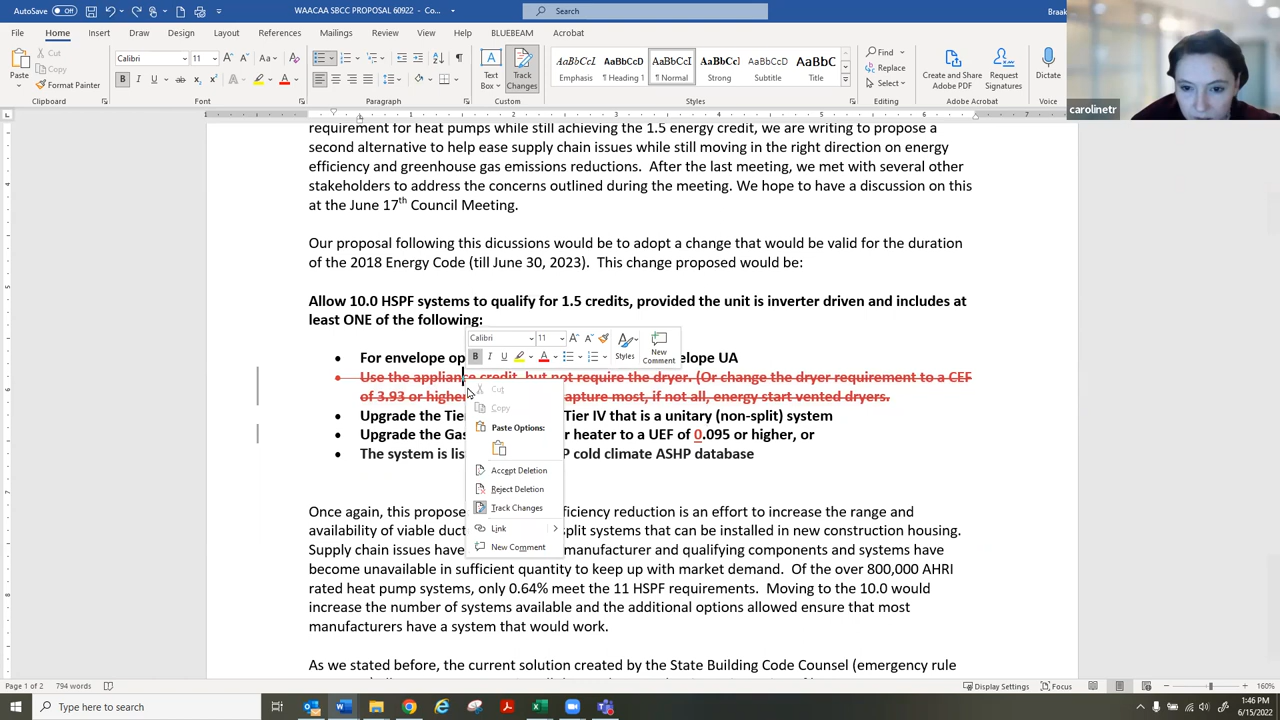 AutoSave Off
WAACAA SBCC PROPOSAL 60922 - Co...
Search
Braak
File Home Insert Draw Design Layout References Mailings Review View Help BLUEBEAM Acrobat
Paste
Cut
Copy
Format Painter
Clipboard
Calibri 11
Font
Paragraph
Text Box
Track Changes
Custom
AaBbCcI AaBbCcD AaBbCcI AaBbCc AaBbCcD AaBbC
Emphasis ¶ Heading 1 ¶ Normal Strong Subtitle Title
Styles
Find
Replace
Select
Editing
Create and Share Adobe PDF
Request Signatures
Adobe Acrobat
Dictate
Voice
carolinetr
requirement for heat pumps while still achieving the 1.5 energy credit, we are writing to propose a
second alternative to help ease supply chain issues while still moving in the right direction on energy
efficiency and greenhouse gas emissions reductions. After the last meeting, we met with several other
stakeholders to address the concerns outlined during the meeting. We hope to have a discussion on this
at the June 17th Council Meeting.
Our proposal following this dicussions would be to adopt a change that would be valid for the duration
of the 2018 Energy Code (till June 30, 2023). This change proposed would be:
Allow 10.0 HSPF systems to qualify for 1.5 credits, provided the unit is inverter driven and includes at
least ONE of the following:
Calibri 11
Styles
New Comment
• For envelope op elope UA
• Use the appliance credit, but not require the dryer. (Or change the dryer requirement to a CEF
of 3.93 or higher apture most, if not all, energy start vented dryers.
• Upgrade the Tie Tier IV that is a unitary (non-split) system
• Upgrade the Gas r heater to a UEF of 0.095 or higher, or
• The system is lis P cold climate ASHP database
Cut
Copy
Paste Options:
Accept Deletion
Reject Deletion
Track Changes
Link
New Comment
Once again, this propose ficiency reduction is an effort to increase the range and
availability of viable duct split systems that can be installed in new construction housing.
Supply chain issues have manufacturer and qualifying components and systems have
become unavailable in sufficient quantity to keep up with market demand. Of the over 800,000 AHRI
rated heat pump systems, only 0.64% meet the 11 HSPF requirements. Moving to the 10.0 would
increase the number of systems available and the additional options allowed ensure that most
manufacturers have a system that would work.
As we stated before, the current solution created by the State Building Code Counsel (emergency rule
Page 1 of 2 794 words
Display Settings Focus 160%
Type here to search
1:46 PM
6/15/2022